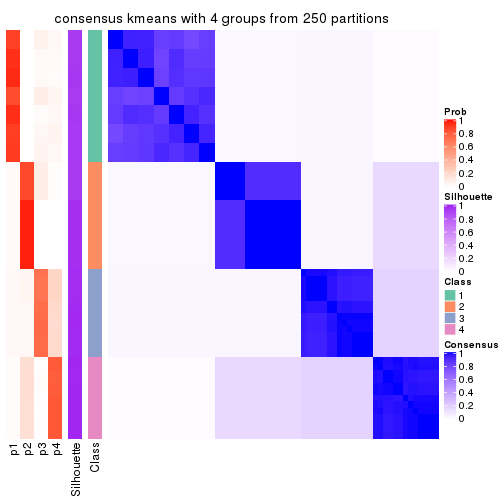 consensus kmeans with 4 groups from 250 partitions
Prob
1
0.8
0.6
0.4
0.2
0
Silhouette
1
0.8
0.6
0.4
0.2
0
Class
1
2
3
4
Consensus
1
0.8
0.6
0.4
0.2
0
p1
p2
p3
p4
Silhouette
Class